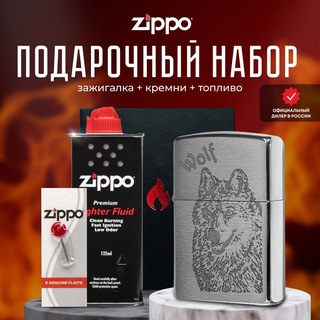 zippo
ПОДАРОЧНЫЙ НАБОР
зажигалка + кремни + топливо
ОФИЦИАЛЬНЫЙ
ДИЛЕР В РОССИИ
Wolf
zippo
Premium
Lighter Fluid
Clean Burning
Fast Ignition
Low Odor
125ml
zippo
6 GENUINE FLINTS